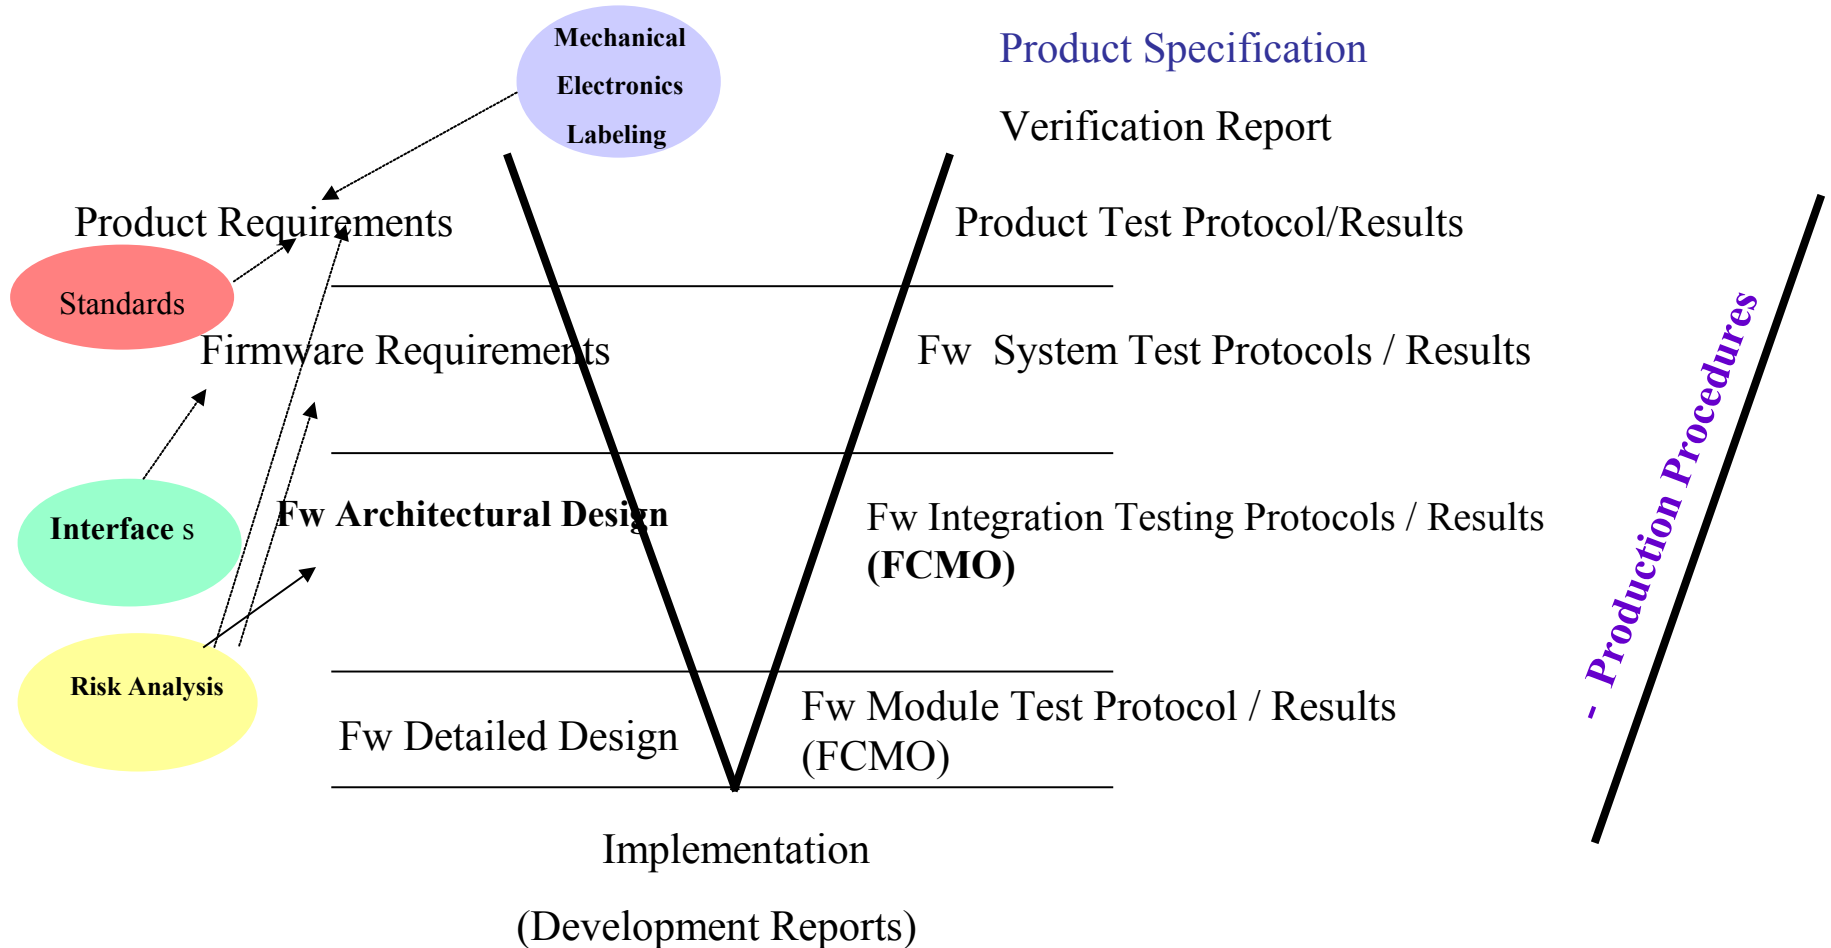 Mechanical
Electronics
Labeling
Product Specification
Verification Report
Product Requirements
Product Test Protocol/Results
Standards
Firmware Requirements
Fw  System Test Protocols / Results
- Production Procedures
Interface s
Fw Architectural Design
Fw Integration Testing Protocols / Results
(FCMO)
Risk Analysis
Fw Detailed Design
Fw Module Test Protocol / Results
(FCMO)
Implementation
(Development Reports)